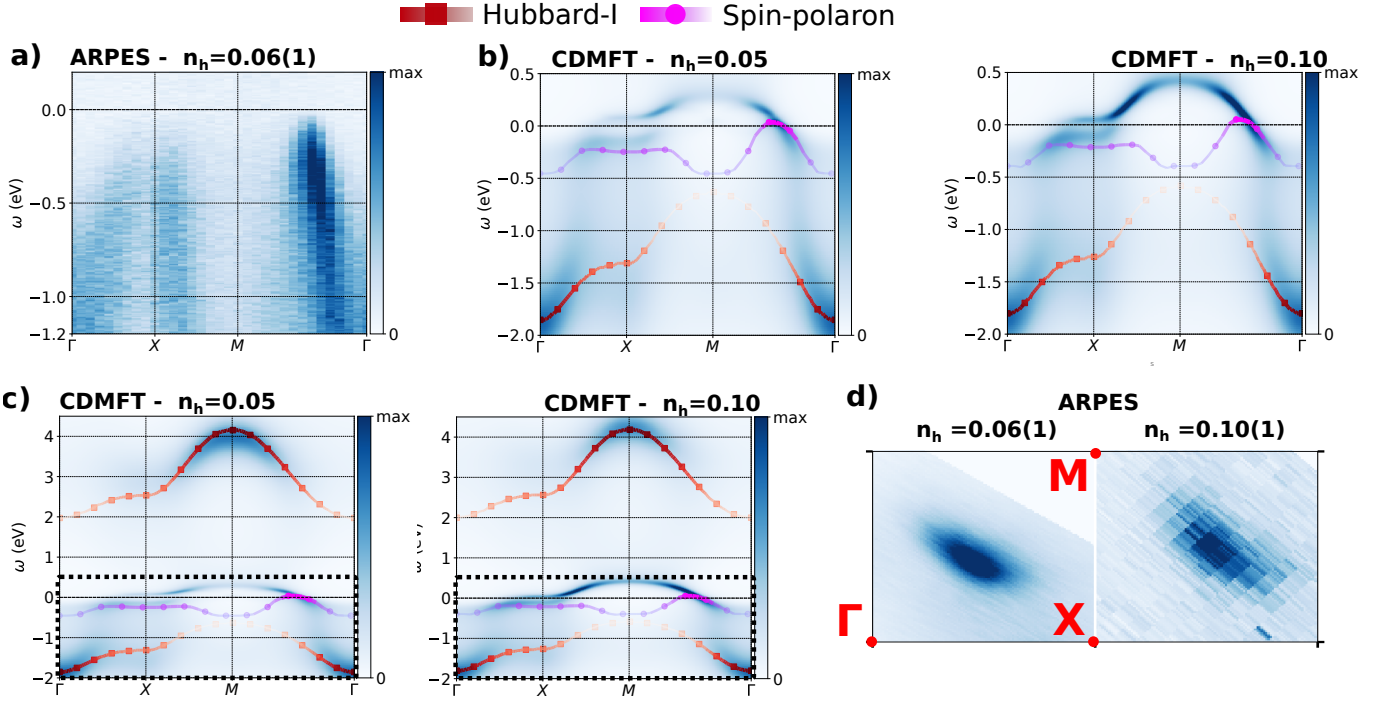 Hubbard-I
Spin-polaron
a)
ARPES - n_h=0.06(1)
max
0.0
−0.5
−1.0
−1.2
ω (eV)
Γ X M Γ
0
b)
CDMFT - n_h=0.05
max
0.5
0.0
−0.5
−1.0
−1.5
−2.0
ω (eV)
Γ X M Γ
0
CDMFT - n_h=0.10
max
0.5
0.0
−0.5
−1.0
−1.5
−2.0
ω (eV)
Γ X M Γ
0
s
c)
CDMFT - n_h=0.05
max
4
3
2
1
0
−1
−2
ω (eV)
Γ X M Γ
0
CDMFT - n_h=0.10
max
4
3
2
1
0
−1
−2
ω (eV)
Γ X M Γ
0
d)
ARPES
n_h =0.06(1)
n_h =0.10(1)
M
Γ
X